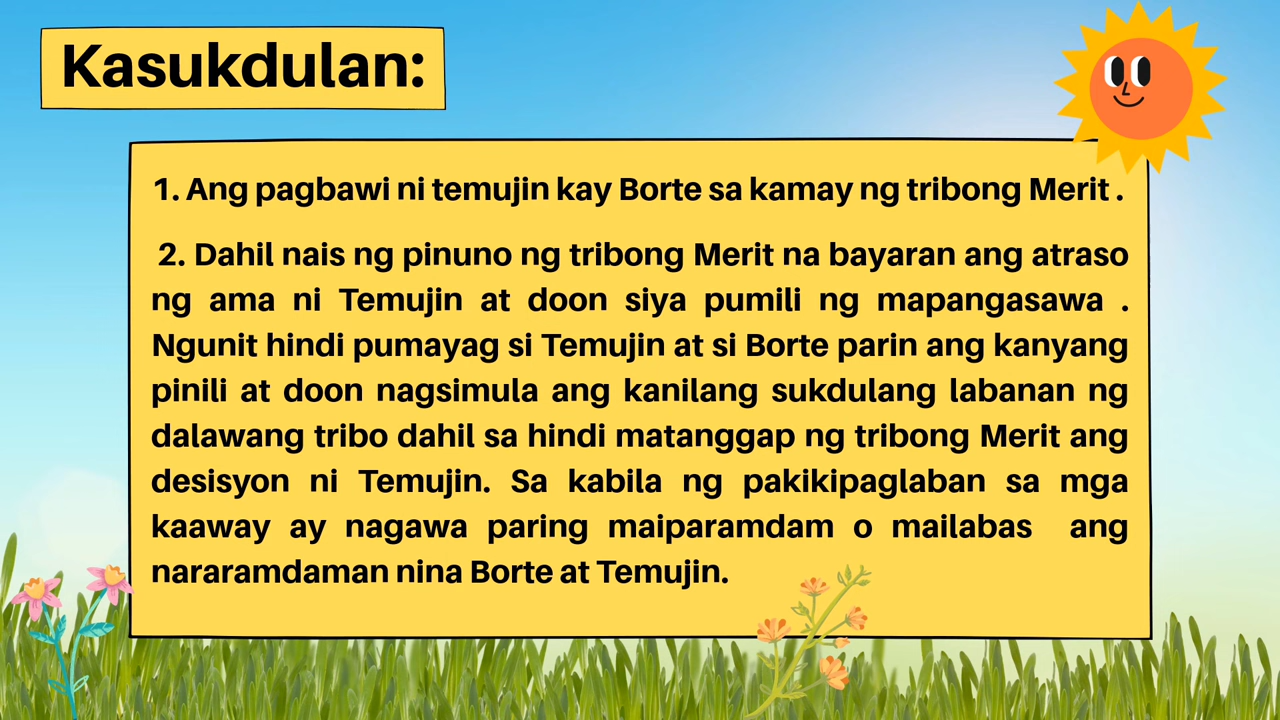 Kasukdulan:
1. Ang pagbawi ni temujin kay Borte sa kamay ng tribong Merit .
2. Dahil nais ng pinuno ng tribong Merit na bayaran ang atraso
ng ama ni Temujin at doon siya pumili ng mapangasawa .
Ngunit hindi pumayag si Temujin at si Borte parin ang kanyang
pinili at doon nagsimula ang kanilang sukdulang labanan ng
dalawang tribo dahil sa hindi matanggap ng tribong Merit ang
desisyon ni Temujin. Sa kabila ng pakikipaglaban sa mga
kaaway ay nagawa paring maiparamdam o mailabas ang
nararamdaman nina Borte at Temujin.